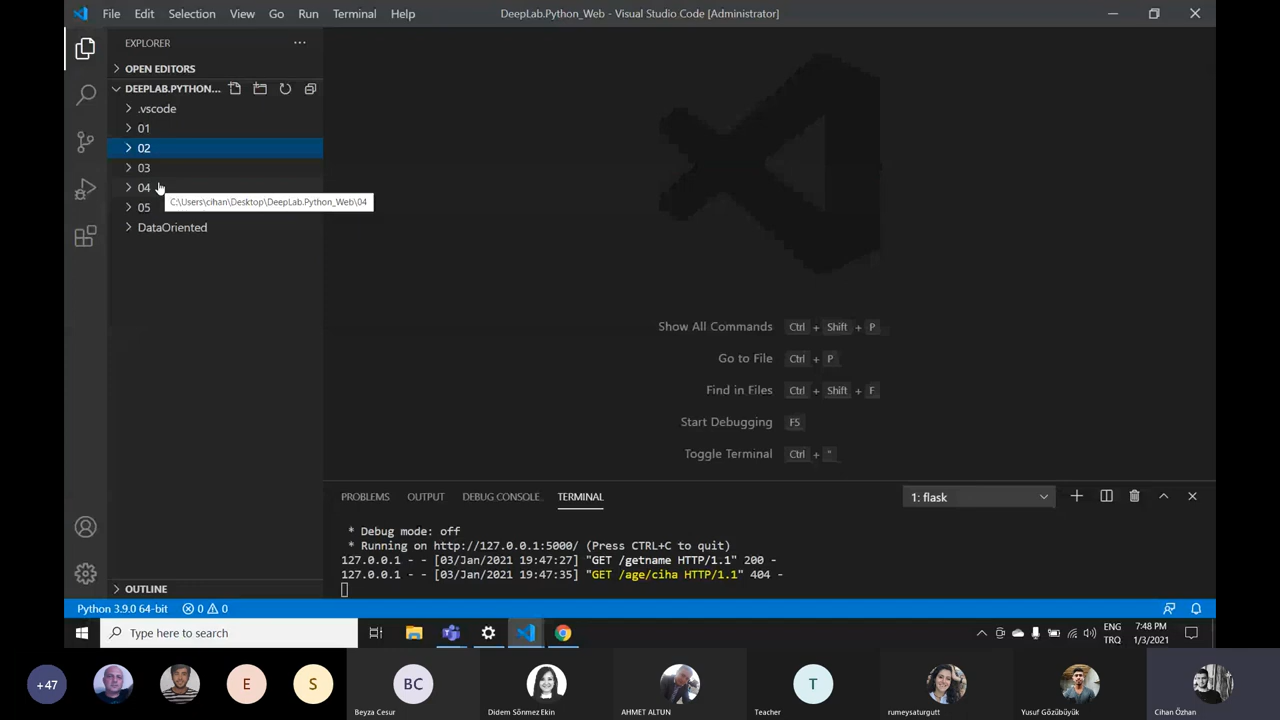 File Edit Selection View Go Run Terminal Help
DeepLab.Python_Web - Visual Studio Code [Administrator]
EXPLORER
OPEN EDITORS
DEEPLAB.PYTHON...
.vscode
01
02
03
04
C:\Users\cihan\Desktop\DeepLab.Python_Web\04
05
DataOriented
Show All Commands Ctrl + Shift + P
Go to File Ctrl + P
Find in Files Ctrl + Shift + F
Start Debugging F5
Toggle Terminal Ctrl + "
PROBLEMS OUTPUT DEBUG CONSOLE TERMINAL 1: flask
* Debug mode: off
* Running on http://127.0.0.1:5000/ (Press CTRL+C to quit)
127.0.0.1 - - [03/Jan/2021 19:47:27] "GET /getname HTTP/1.1" 200 -
127.0.0.1 - - [03/Jan/2021 19:47:35] "GET /age/ciha HTTP/1.1" 404 -
OUTLINE
Python 3.9.0 64-bit 0 0
Type here to search
ENG
TRQ
7:48 PM
1/3/2021
+47 E S BC T
Beyza Cesur Didem Sönmez Ekin AHMET ALTUN Teacher rumeysaturgutt Yusuf Gözübüyük Cihan Özhan